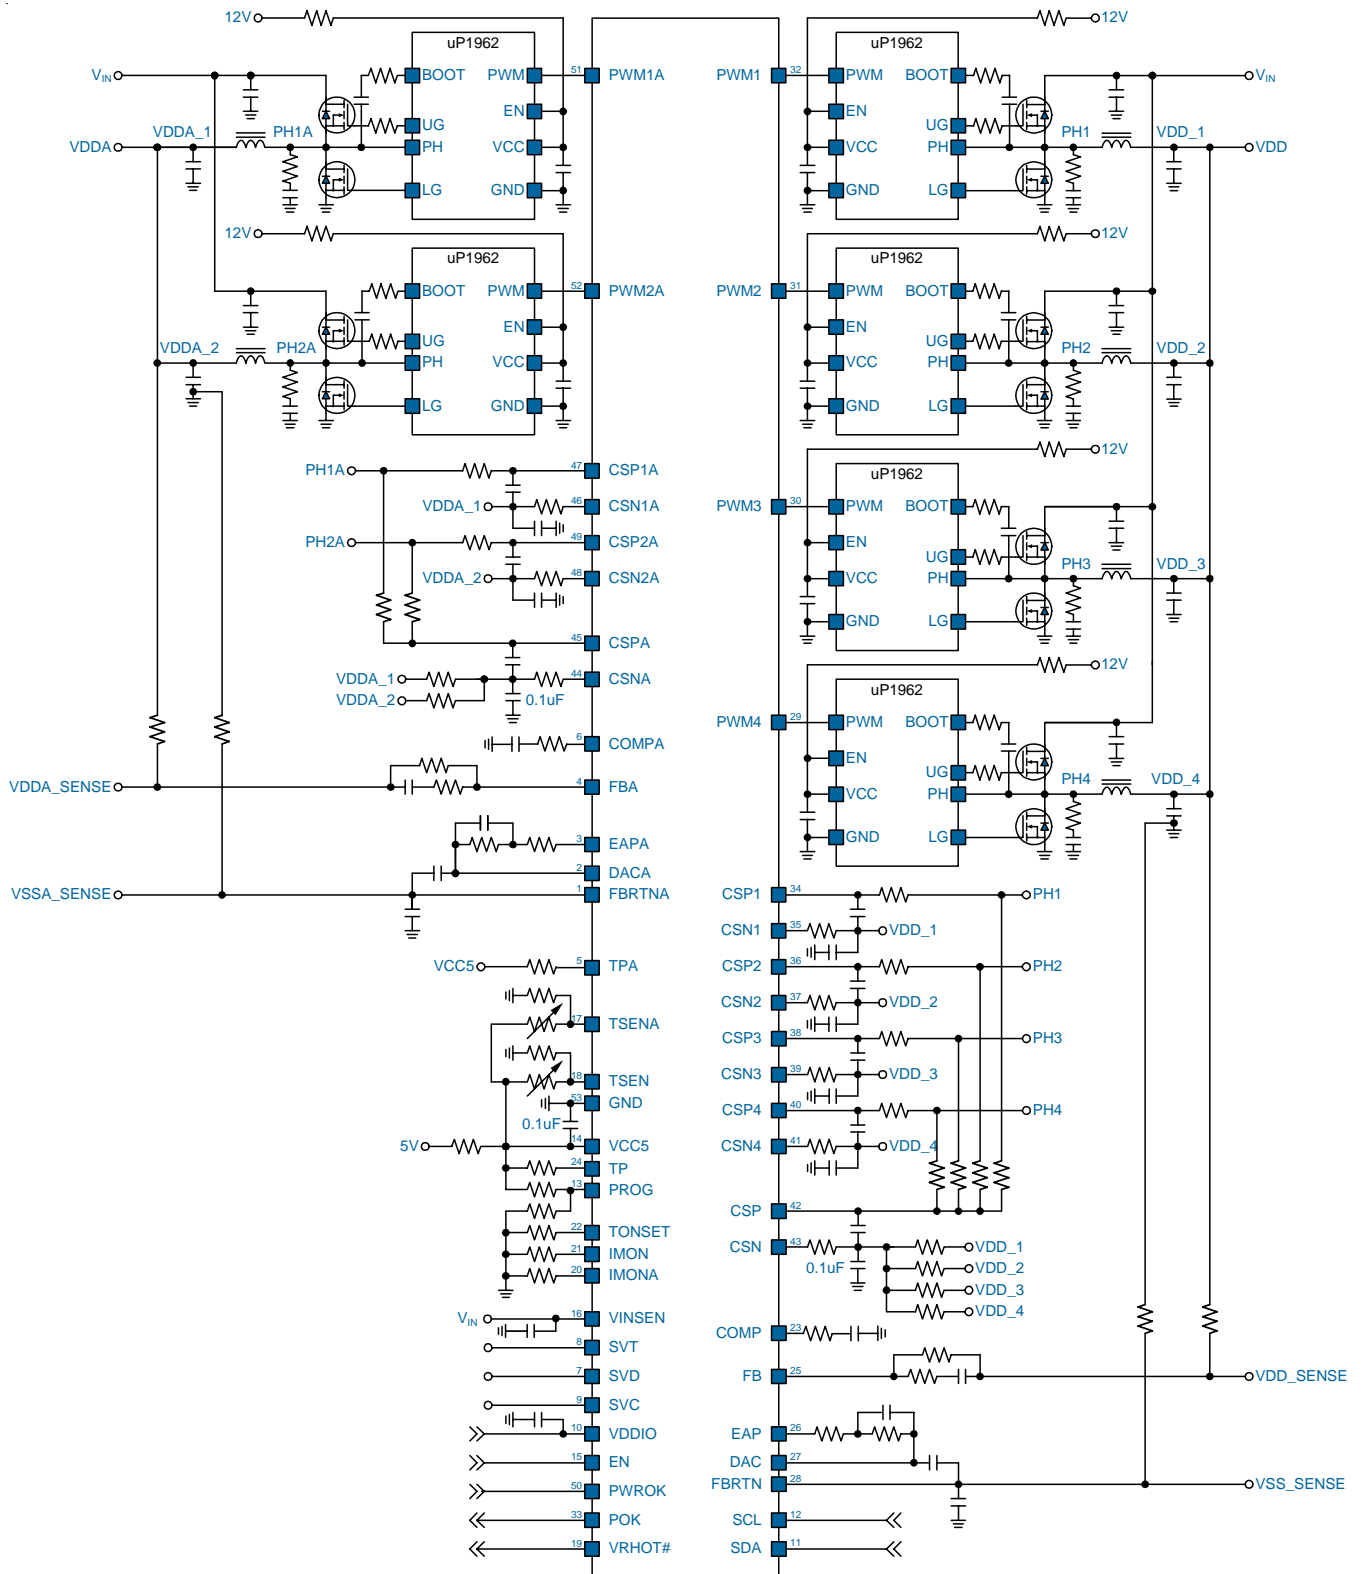 12V
uP1962
12V
uP1962
V_IN
BOOT
PWM
51
PWM1A
PWM1
32
PWM
BOOT
V_IN
EN
EN
UG
UG
VDDA_1
PH1A
PH1
VDD_1
VDDA
PH
VCC
VCC
PH
VDD
LG
GND
GND
LG
12V
12V
uP1962
uP1962
BOOT
PWM
52
PWM2A
PWM2
31
PWM
BOOT
EN
EN
UG
UG
VDDA_2
PH2A
PH2
VDD_2
PH
VCC
VCC
PH
LG
GND
GND
LG
12V
uP1962
PH1A
47
CSP1A
VDDA_1
46
CSN1A
PWM3
30
PWM
BOOT
PH2A
49
CSP2A
EN
UG
PH3
VDD_3
VDDA_2
48
CSN2A
VCC
PH
GND
LG
45
CSPA
12V
VDDA_1
44
CSNA
uP1962
VDDA_2
0.1uF
PWM4
29
PWM
BOOT
6
COMPA
EN
UG
PH4
VDD_4
VDDA_SENSE
4
FBA
VCC
PH
GND
LG
3
EAPA
2
DACA
VSSA_SENSE
1
FBRTNA
CSP1
34
PH1
CSN1
35
VDD_1
VCC5
5
TPA
CSP2
36
PH2
CSN2
37
VDD_2
17
TSENA
CSP3
38
PH3
CSN3
39
VDD_3
18
TSEN
53
GND
CSP4
40
PH4
0.1uF
5V
14
VCC5
CSN4
41
VDD_4
24
TP
13
PROG
CSP
42
22
TONSET
CSN
43
VDD_1
21
IMON
0.1uF
VDD_2
20
IMONA
VDD_3
VDD_4
V_IN
16
VINSEN
COMP
23
8
SVT
7
SVD
FB
25
VDD_SENSE
9
SVC
10
VDDIO
EAP
26
15
EN
DAC
27
50
PWROK
FBRTN
28
VSS_SENSE
33
POK
SCL
12
19
VRHOT#
SDA
11